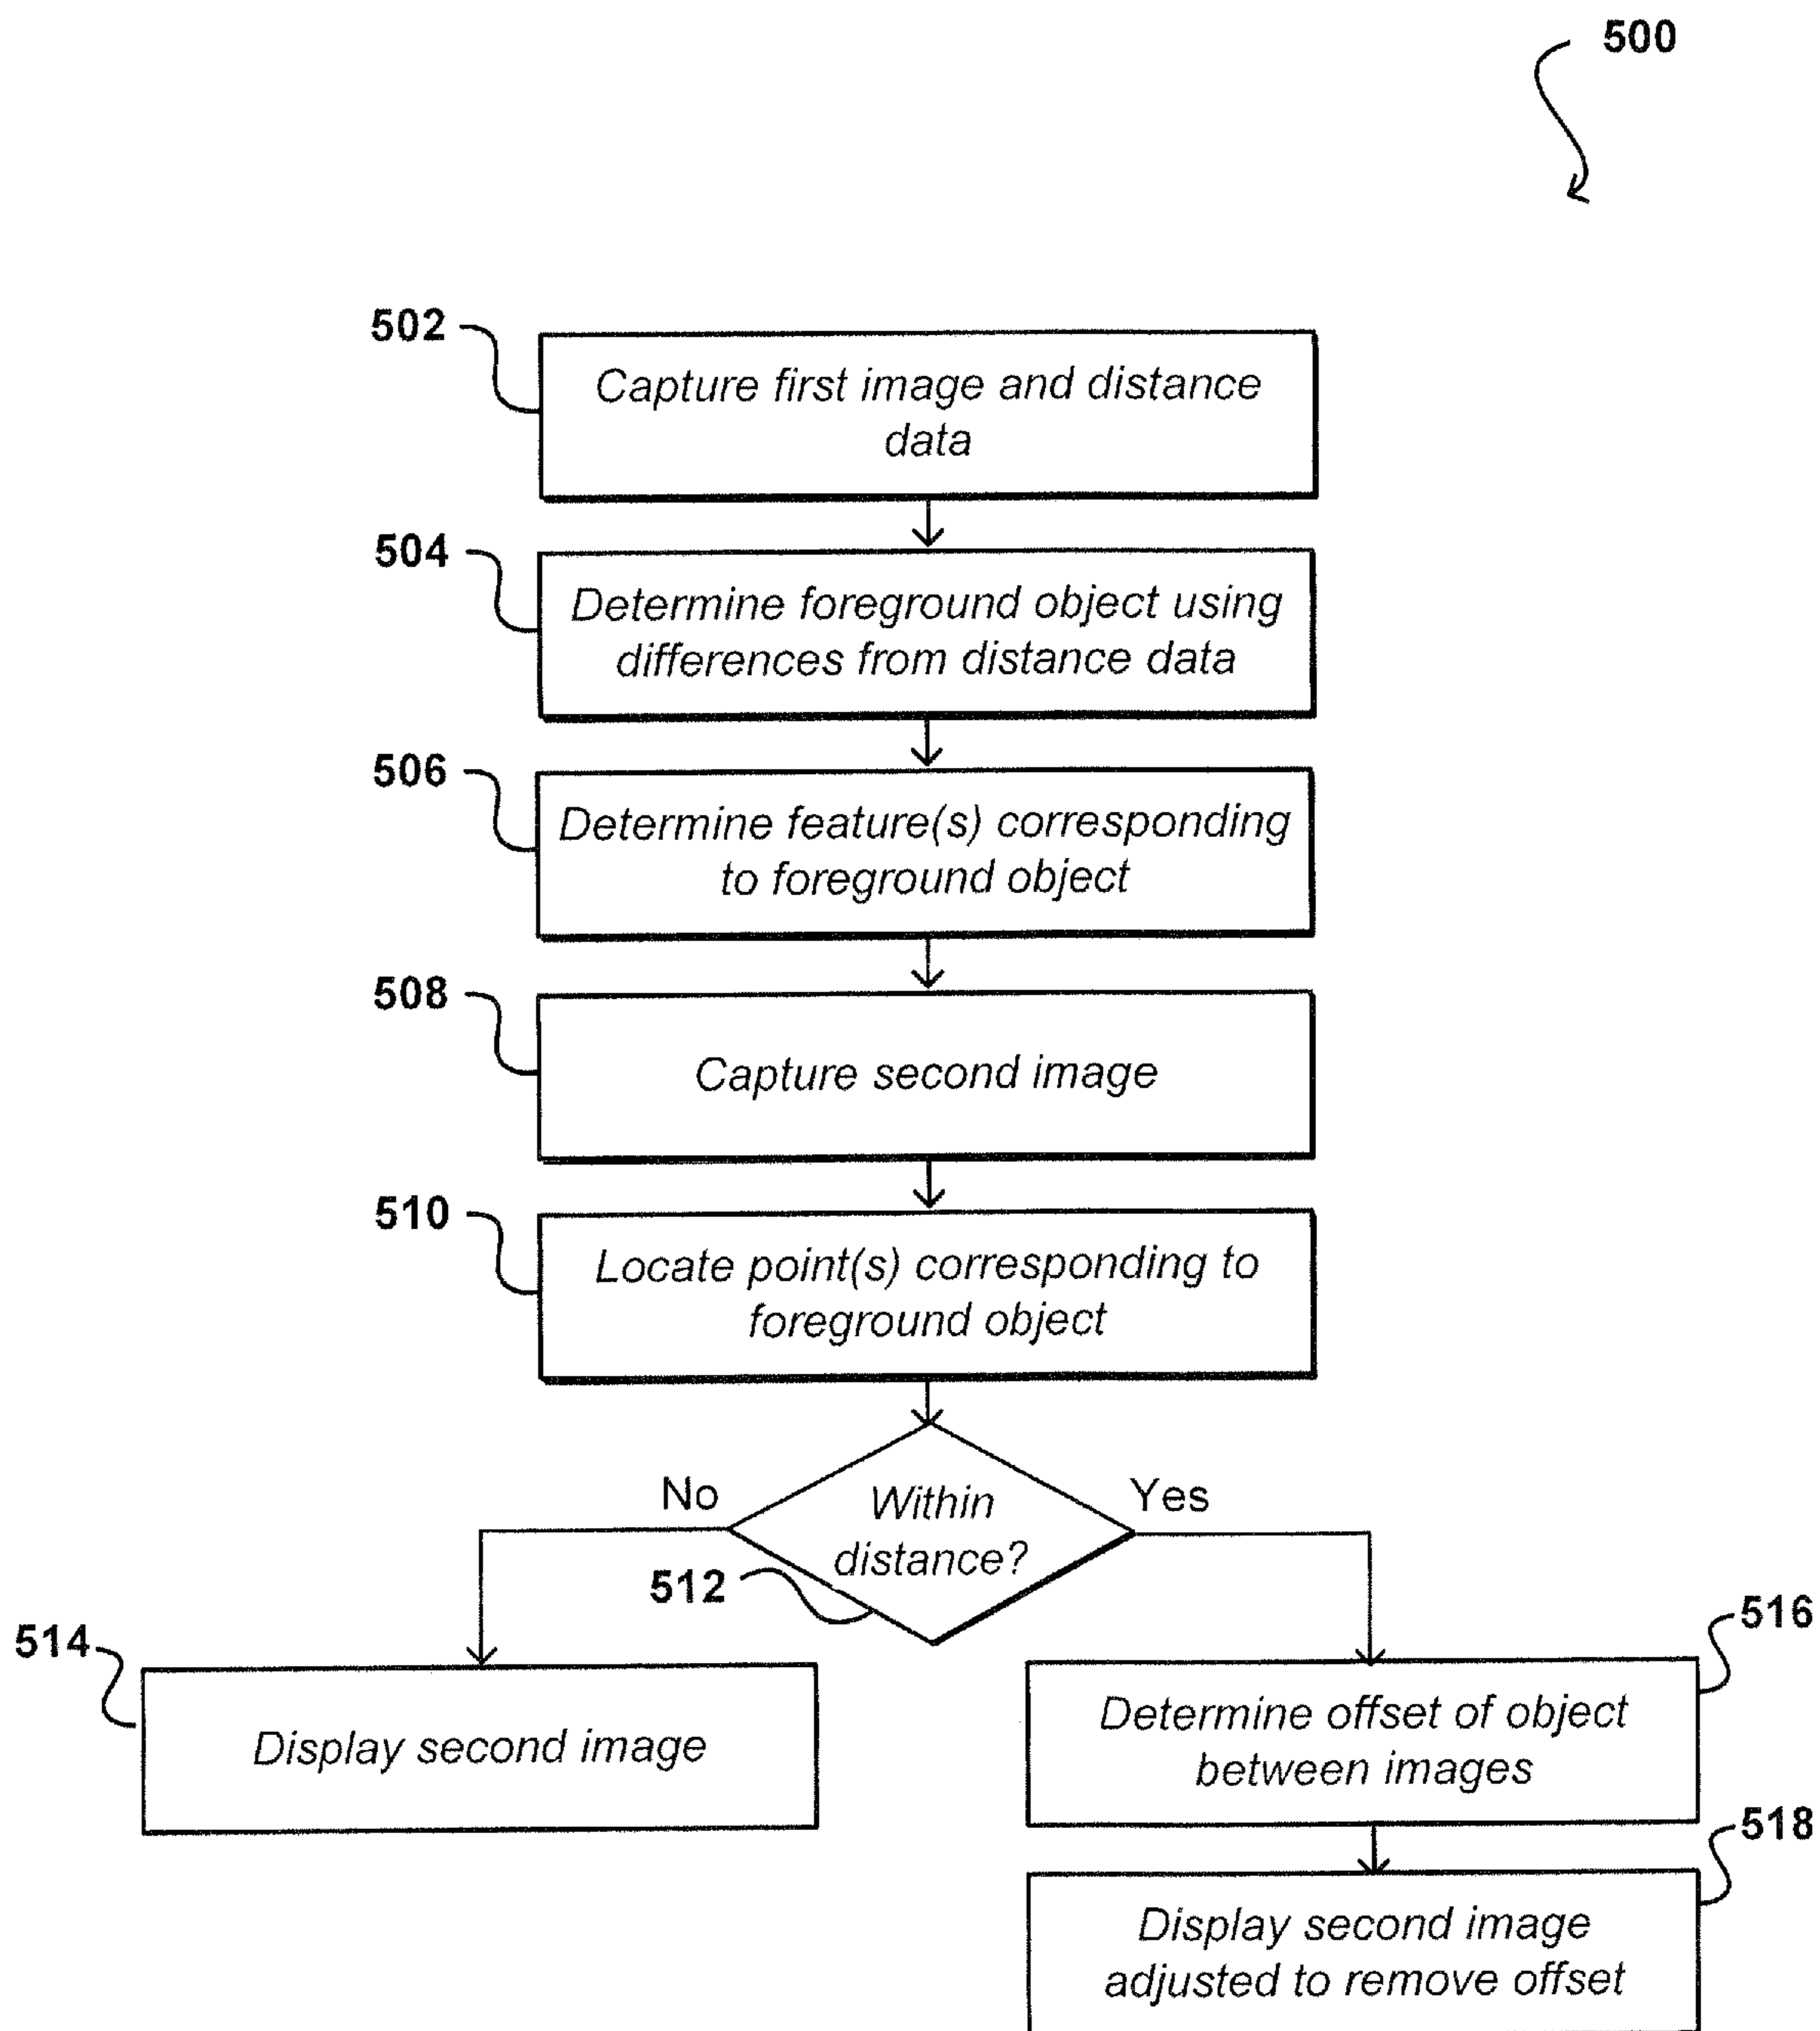 500
502
Capture first image and distance
data
504
Determine foreground object using
differences from distance data
506
Determine feature(s) corresponding
to foreground object
508
Capture second image
510
Locate point(s) corresponding to
foreground object
No
Within
distance?
Yes
512
514
Display second image
516
Determine offset of object
between images
518
Display second image
adjusted to remove offset